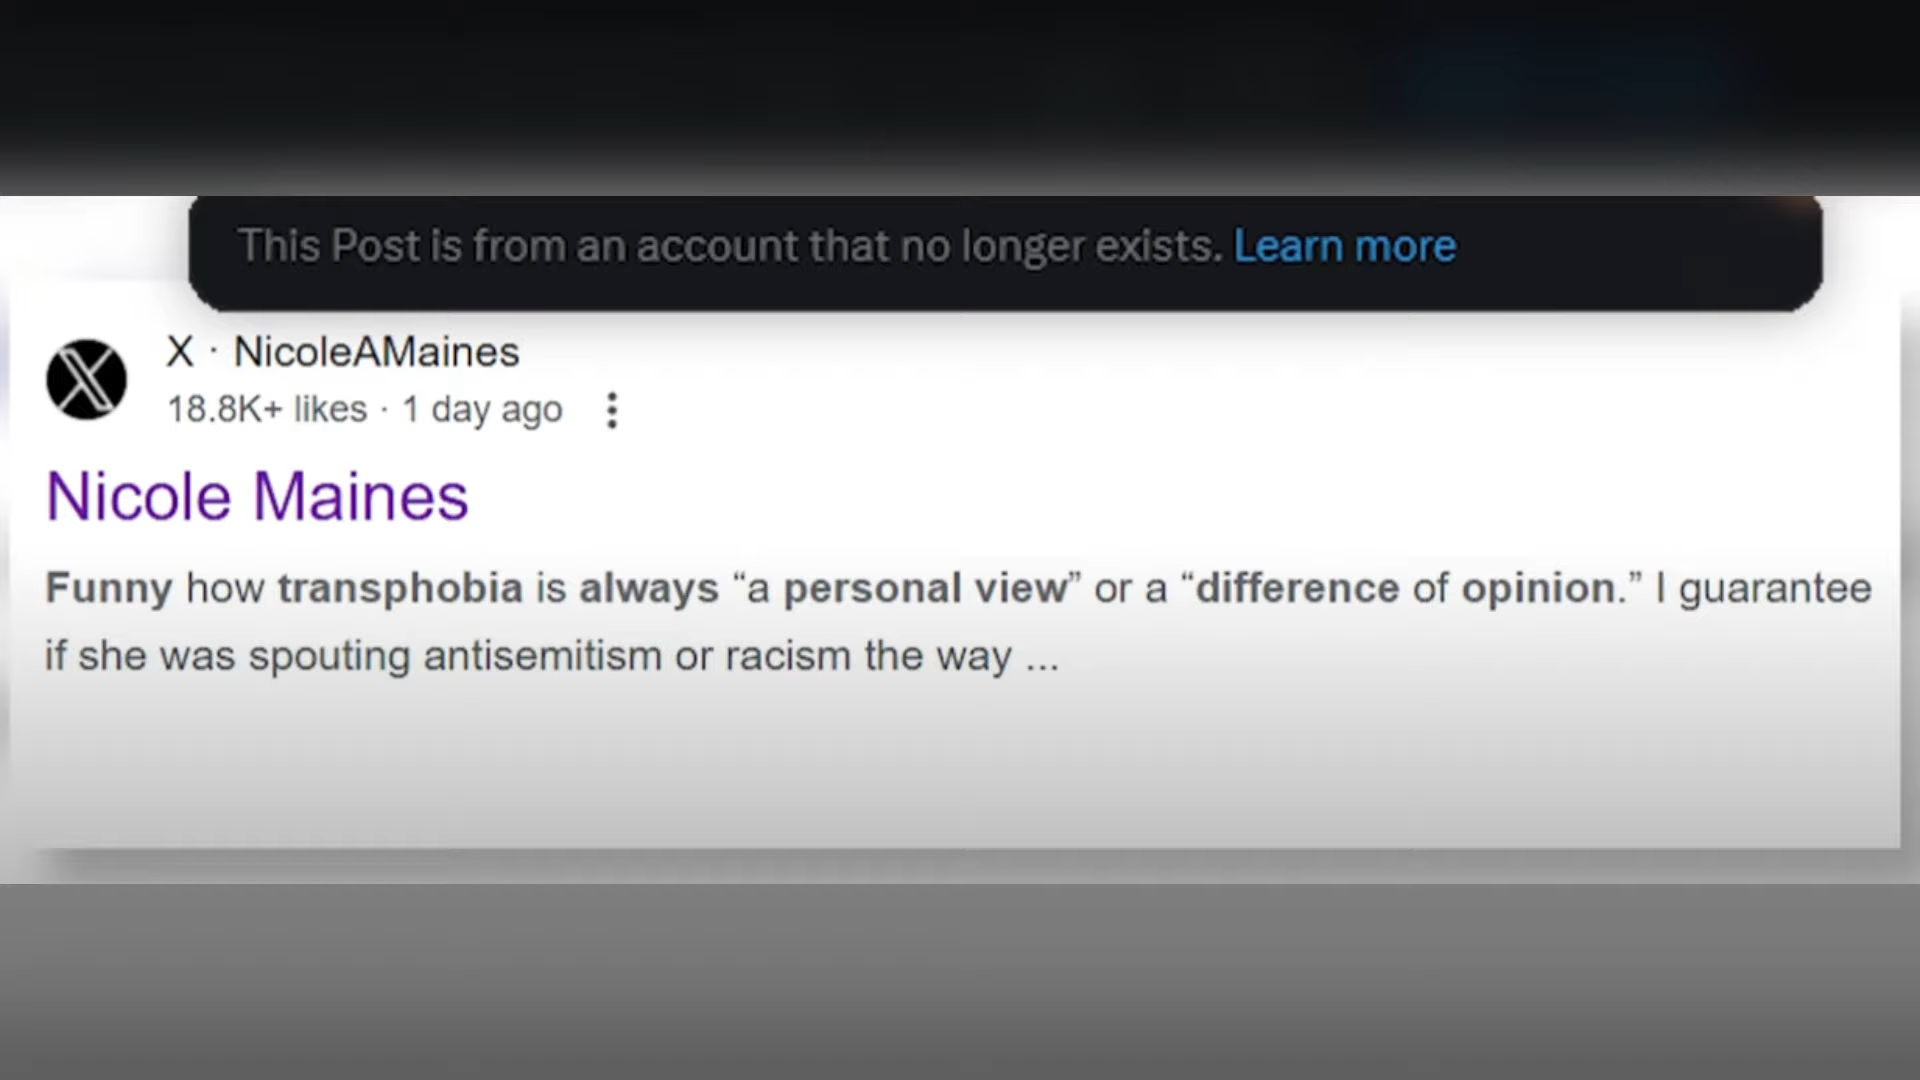 This Post is from an account that no longer exists. Learn more
X · NicoleAMaines
18.8K+ likes · 1 day ago
Nicole Maines
Funny how transphobia is always “a personal view” or a “difference of opinion.” I guarantee
if she was spouting antisemitism or racism the way ...